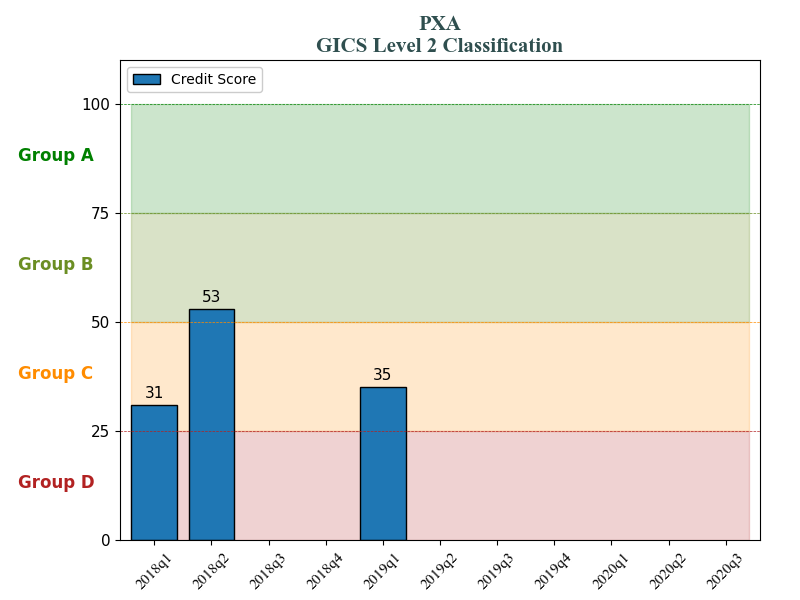 PXA
GICS Level 2 Classification
Credit Score
100
Group A
75
Group B
53
50
35
Group C
31
25
Group D
0
2018q1 2018q2 2018q3 2018q4 2019q1 2019q2 2019q3 2019q4 2020q1 2020q2 2020q3